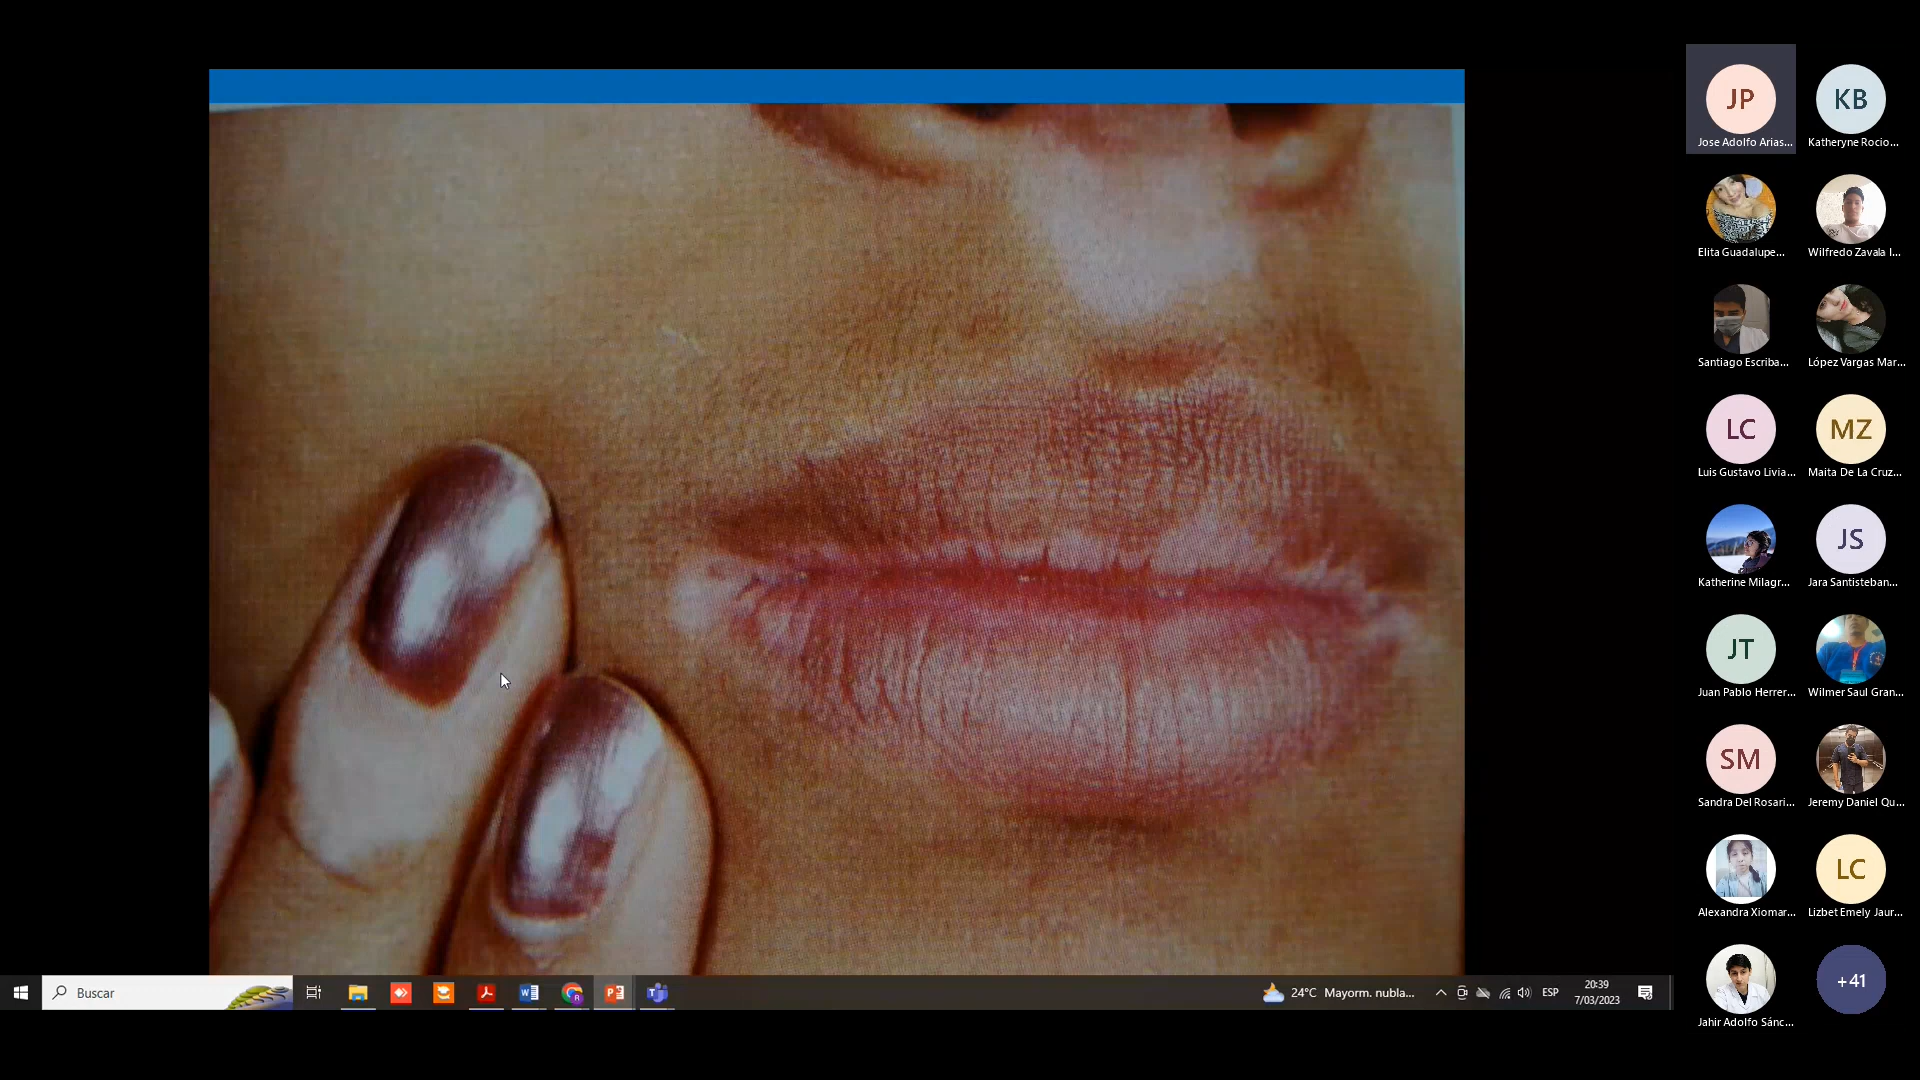 JP
KB
Jose Adolfo Arias...
Katheryne Rocio...
Elita Guadalupe...
Wilfredo Zavala I...
Santiago Escriba...
López Vargas Mar...
LC
MZ
Luis Gustavo Livia...
Maita De La Cruz...
JS
Katherine Milagr...
Jara Santisteban...
JT
Juan Pablo Herrer...
Wilmer Saul Gran...
SM
Sandra Del Rosari...
Jeremy Daniel Qu...
LC
Alexandra Xiomar...
Lizbet Emely Jaur...
+41
Jahir Adolfo Sánc...
Buscar
24°C Mayorm. nubla...
ESP
20:39
7/03/2023